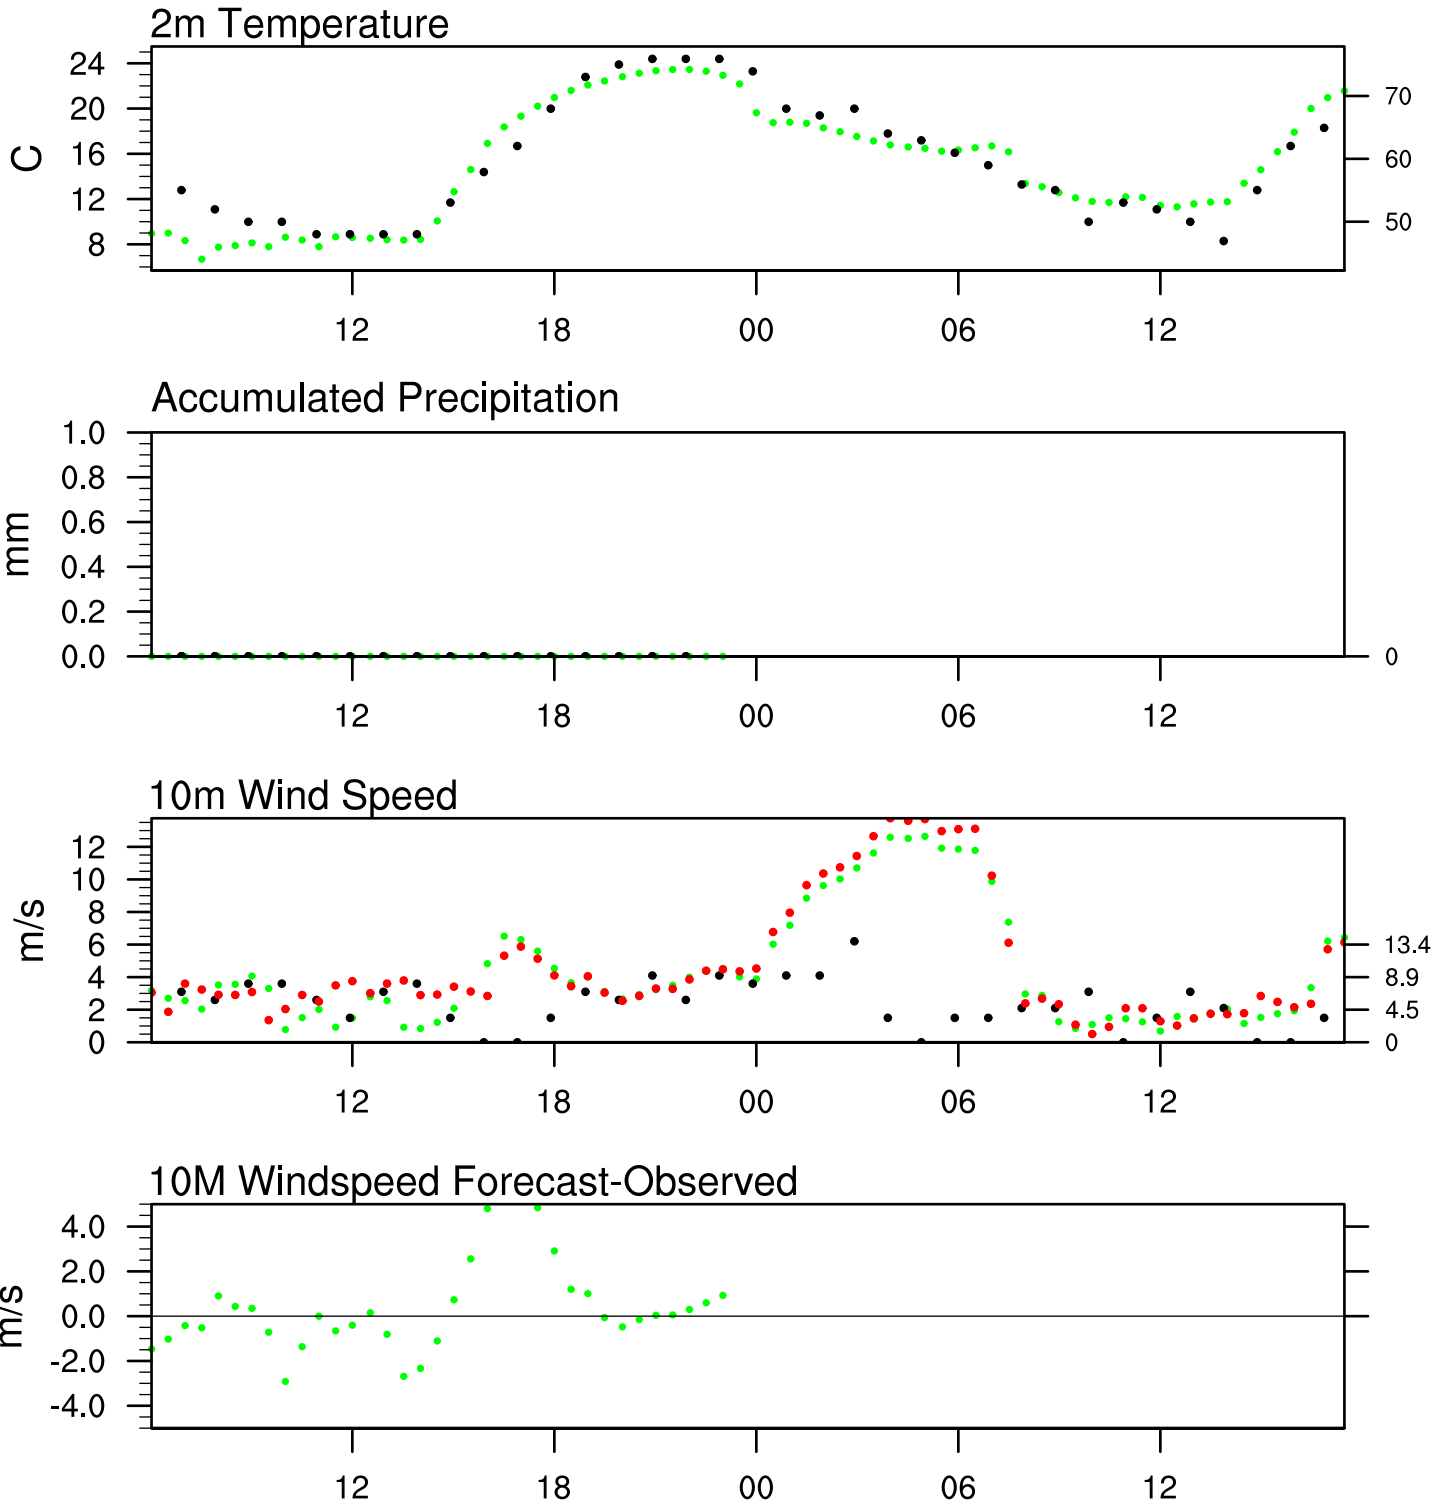 2m Temperature
24
20
16
12
8
C
70
60
50
12 18 00 06 12
Accumulated Precipitation
1.0
0.8
0.6
0.4
0.2
0.0
mm
0
12 18 00 06 12
10m Wind Speed
12
10
8
6
4
2
0
m/s
13.4
8.9
4.5
0
12 18 00 06 12
10M Windspeed Forecast-Observed
4.0
2.0
0.0
-2.0
-4.0
m/s
12 18 00 06 12